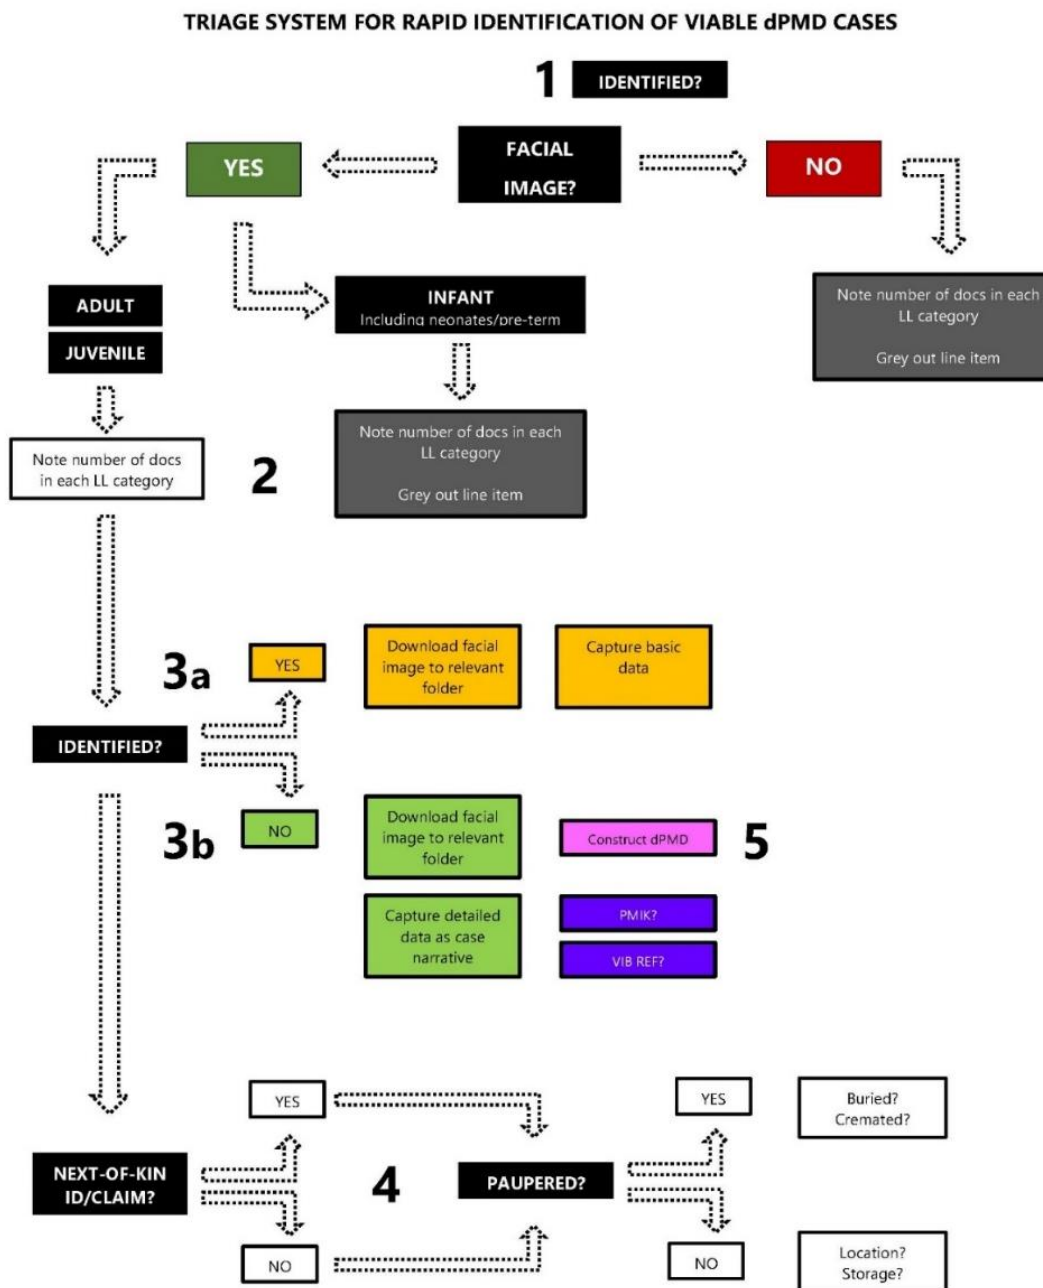 TRIAGE SYSTEM FOR RAPID IDENTIFICATION OF VIABLE dPMD CASES
1
IDENTIFIED?
YES
FACIAL
IMAGE?
NO
ADULT
JUVENILE
INFANT
Including neonates/pre-term
Note number of docs in each
LL category
Grey out line item
Note number of docs
in each LL category
2
Note number of docs in each
LL category
Grey out line item
3a
YES
Download facial
image to relevant
folder
Capture basic
data
IDENTIFIED?
3b
NO
Download facial
image to relevant
folder
Construct dPMD
5
Capture detailed
data as case
narrative
PMIK?
VIB REF?
YES
YES
Buried?
Cremated?
NEXT-OF-KIN
ID/CLAIM?
4
PAUPERED?
NO
NO
Location?
Storage?